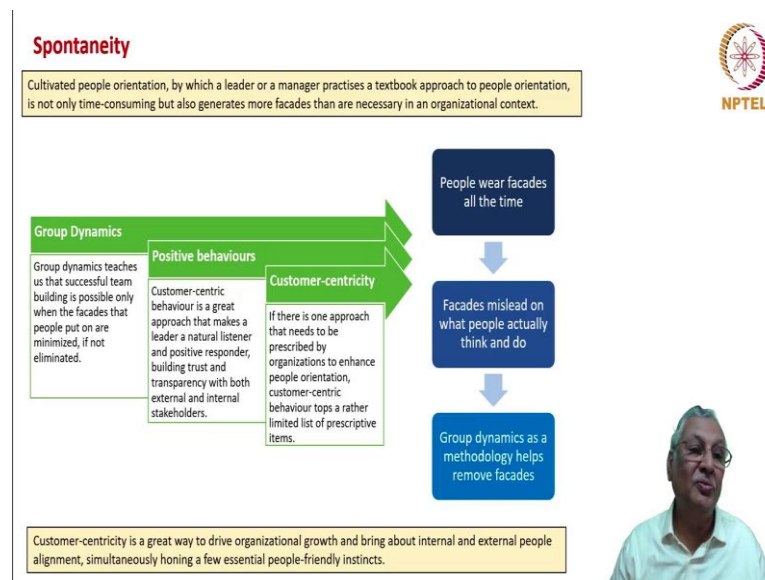 Spontaneity
NPTEL
Cultivated people orientation, by which a leader or a manager practises a textbook approach to people orientation,
is not only time-consuming but also generates more facades than are necessary in an organizational context.
Group Dynamics
Group dynamics teaches
us that successful team
building is possible only
when the facades that
people put on are
minimized, if not
eliminated.
Positive behaviours
Customer-centric
behaviour is a great
approach that makes a
leader a natural listener
and positive responder,
building trust and
transparency with both
external and internal
stakeholders.
Customer-centricity
If there is one approach
that needs to be
prescribed by
organizations to enhance
people orientation,
customer-centric
behaviour tops a rather
limited list of prescriptive
items.
People wear facades
all the time
Facades mislead on
what people actually
think and do
Group dynamics as a
methodology helps
remove facades
Customer-centricity is a great way to drive organizational growth and bring about internal and external people
alignment, simultaneously honing a few essential people-friendly instincts.